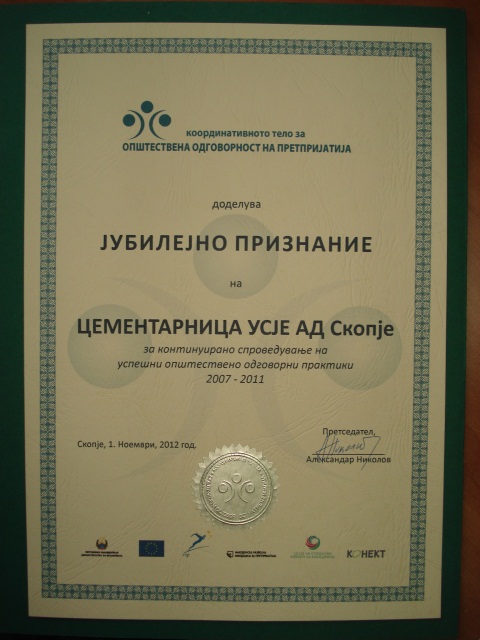 координативното тело за
ОПШТЕСТВЕНА ОДГОВОРНОСТ НА ПРЕТПРИЈАТИЈА
доделува
ЈУБИЛЕЈНО ПРИЗНАНИЕ
на
ЦЕМЕНТАРНИЦА УСЈЕ АД Скопје
за континуирано спроведување на
успешни општествено одговорни практики
2007 - 2011
Претседател,
Скопје, 1. Ноември, 2012 год.
Александар Николов
КОНЕКТ